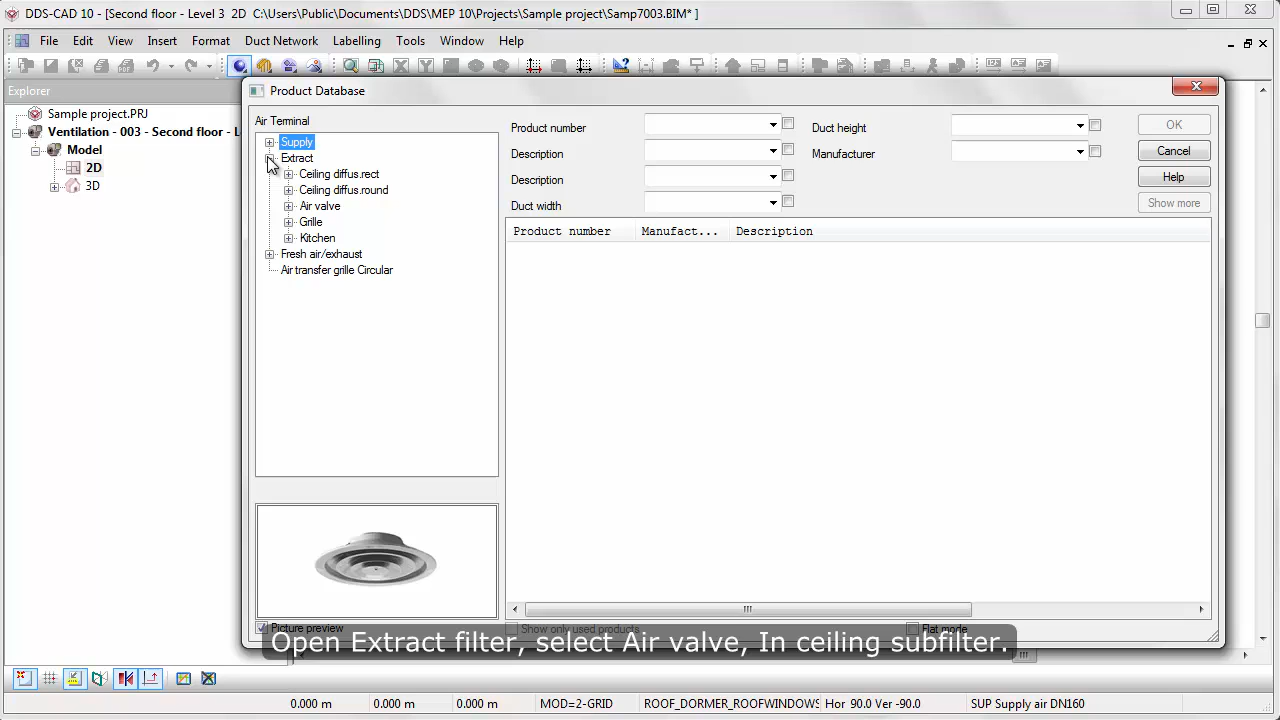 DDS-CAD 10 - [Second floor - Level 3  2D  C:\Users\Public\Documents\DDS\MEP 10\Projects\Sample project\Samp7003.BIM* ]
File Edit View Insert Format Duct Network Labelling Tools Window Help
Explorer
Sample project.PRJ
Ventilation - 003 - Second floor - L
Model
2D
3D
Product Database
Air Terminal
Supply
Extract
Ceiling diffus.rect
Ceiling diffus.round
Air valve
Grille
Kitchen
Fresh air/exhaust
Air transfer grille Circular
Product number
Description
Description
Duct width
Duct height
Manufacturer
OK
Cancel
Help
Show more
Product number Manufact... Description
Picture preview
Show only used products
Flat mode
Open Extract filter, select Air valve, In ceiling subfilter.
0.000 m 0.000 m 0.000 m MOD=2-GRID ROOF_DORMER_ROOFWINDOWS Hor 90.0 Ver -90.0 SUP Supply air DN160